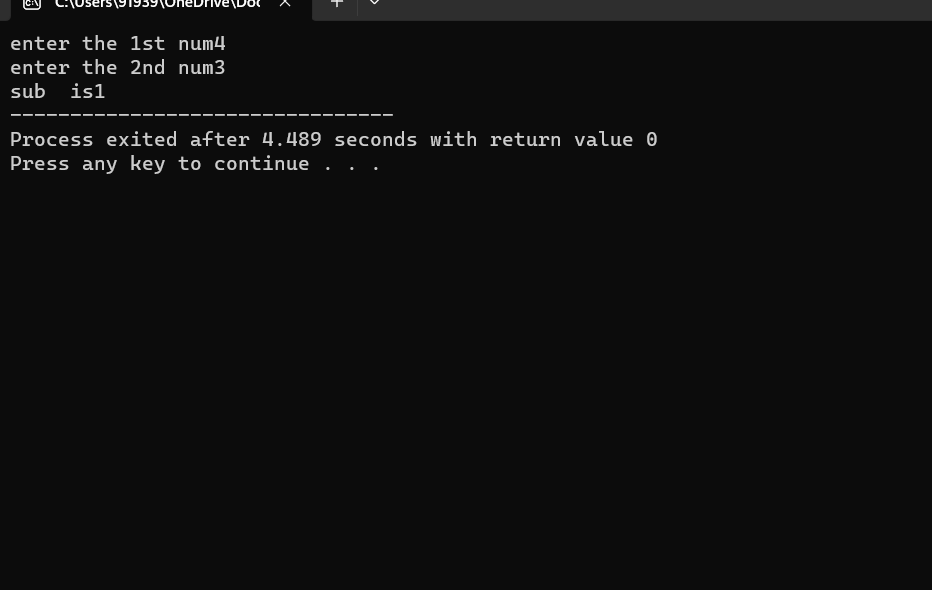 C:\Users\91939\OneDrive\Doc
enter the 1st num4
enter the 2nd num3
sub  is1
--------------------------------
Process exited after 4.489 seconds with return value 0
Press any key to continue . . .